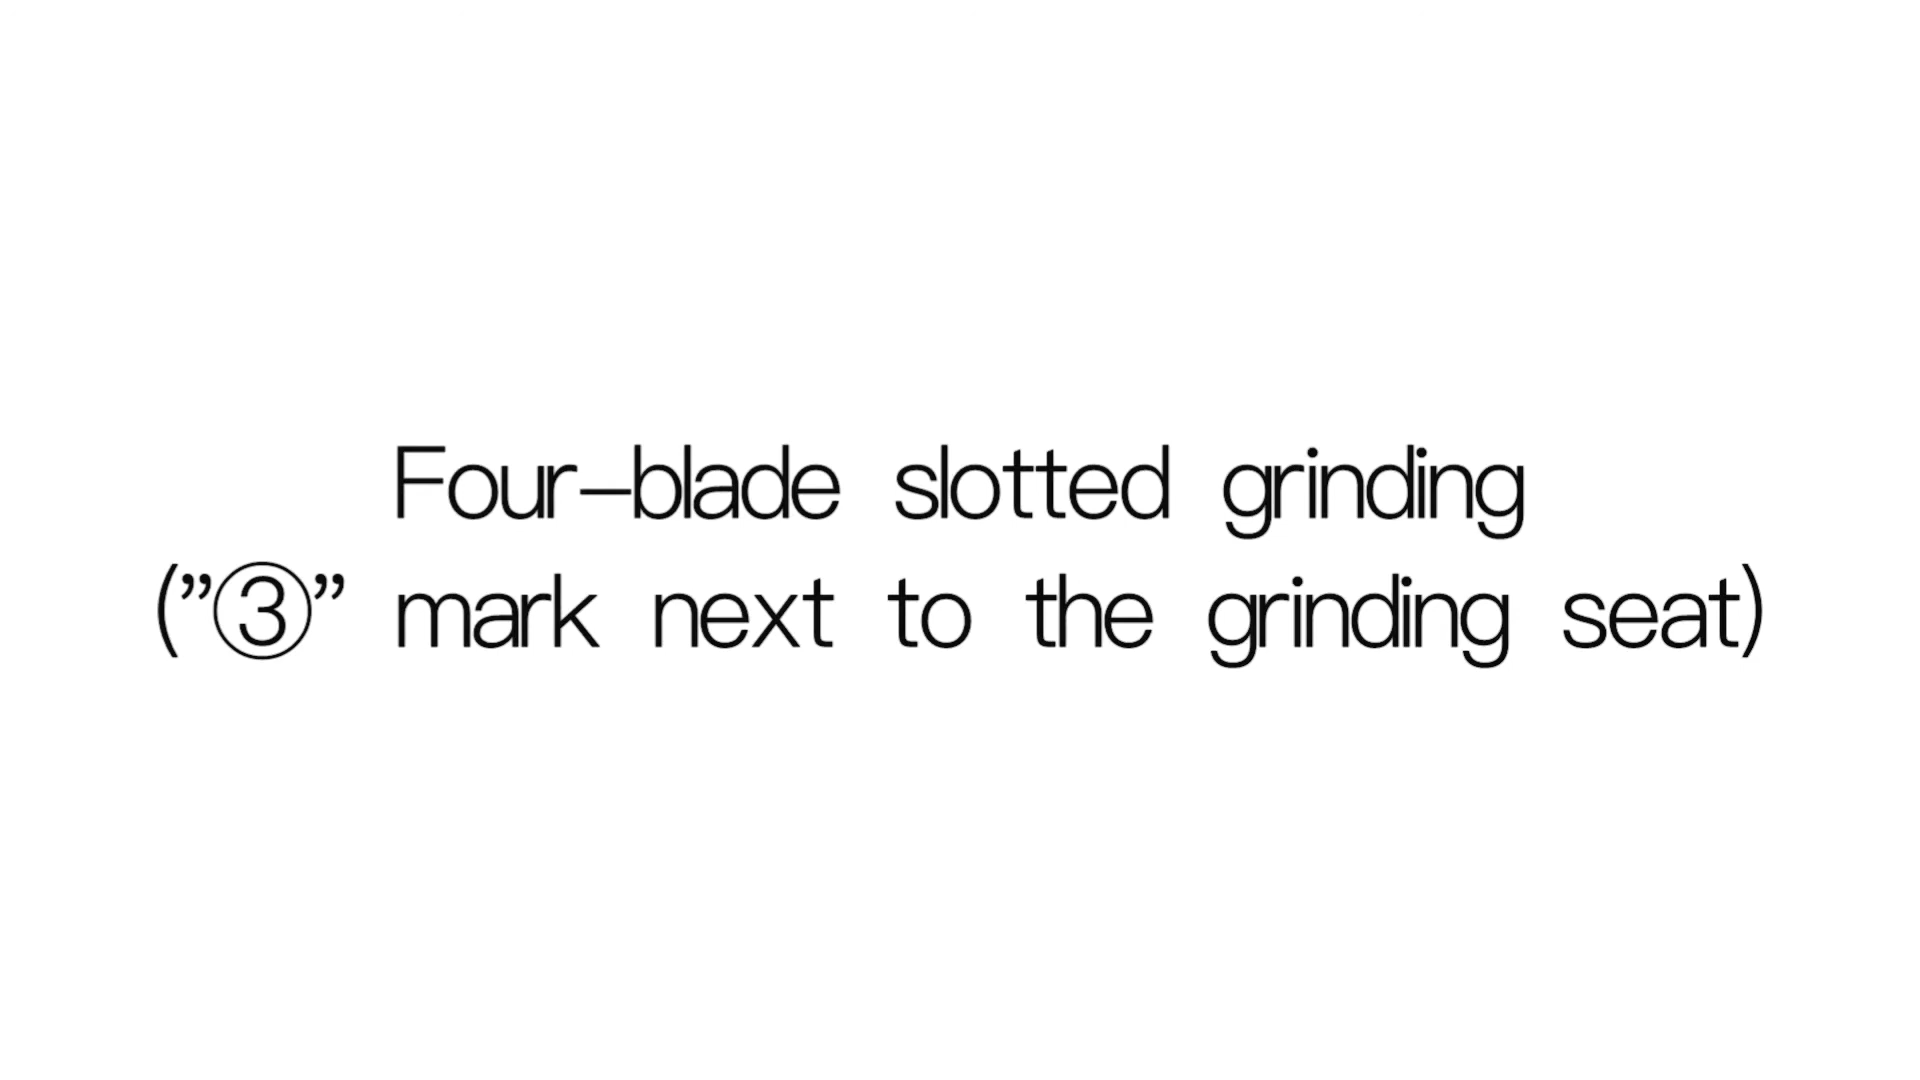 Four-blade slotted grinding
(”③” mark next to the grinding seat)